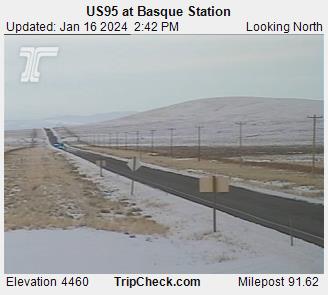 US95 at Basque Station
Updated: Jan 16 2024 2:42 PM Looking North
Elevation 4460 TripCheck.com Milepost 91.62